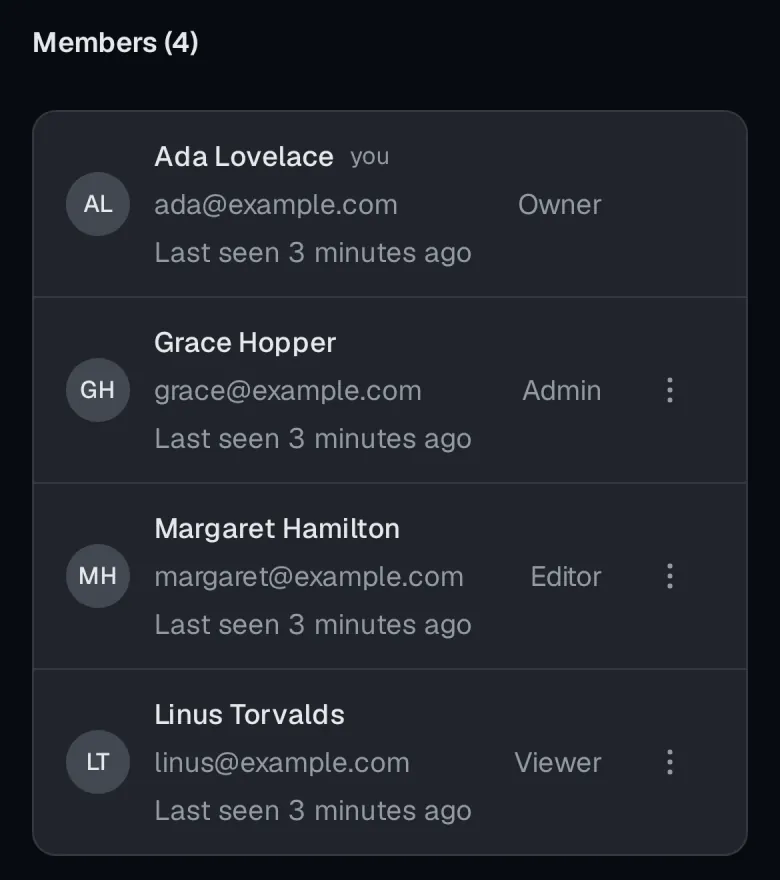 Members (4)
AL
Ada Lovelace you
ada@example.com
Last seen 3 minutes ago
Owner
GH
Grace Hopper
grace@example.com
Last seen 3 minutes ago
Admin
MH
Margaret Hamilton
margaret@example.com
Last seen 3 minutes ago
Editor
LT
Linus Torvalds
linus@example.com
Last seen 3 minutes ago
Viewer